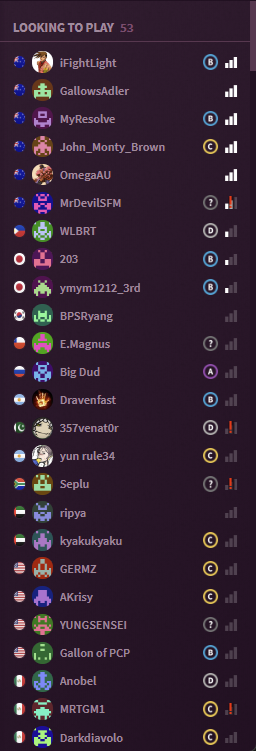 LOOKING TO PLAY 53
iFightLight B
GallowsAdler
MyResolve B
John_Monty_Brown C
OmegaAU
MrDevilSFM ? !
WLBRT D
203 B
ymym1212_3rd B
BPSRyang
E.Magnus ?
Big Dud A
Dravenfast B
357venat0r D !
yun rule34 C
Seplu ? !
ripya
kyakukyaku C
GERMZ C
AKrisy C
YUNGSENSEI ?
Gallon of PCP B
Anobel D
MRTGM1 C !
Darkdiavolo C